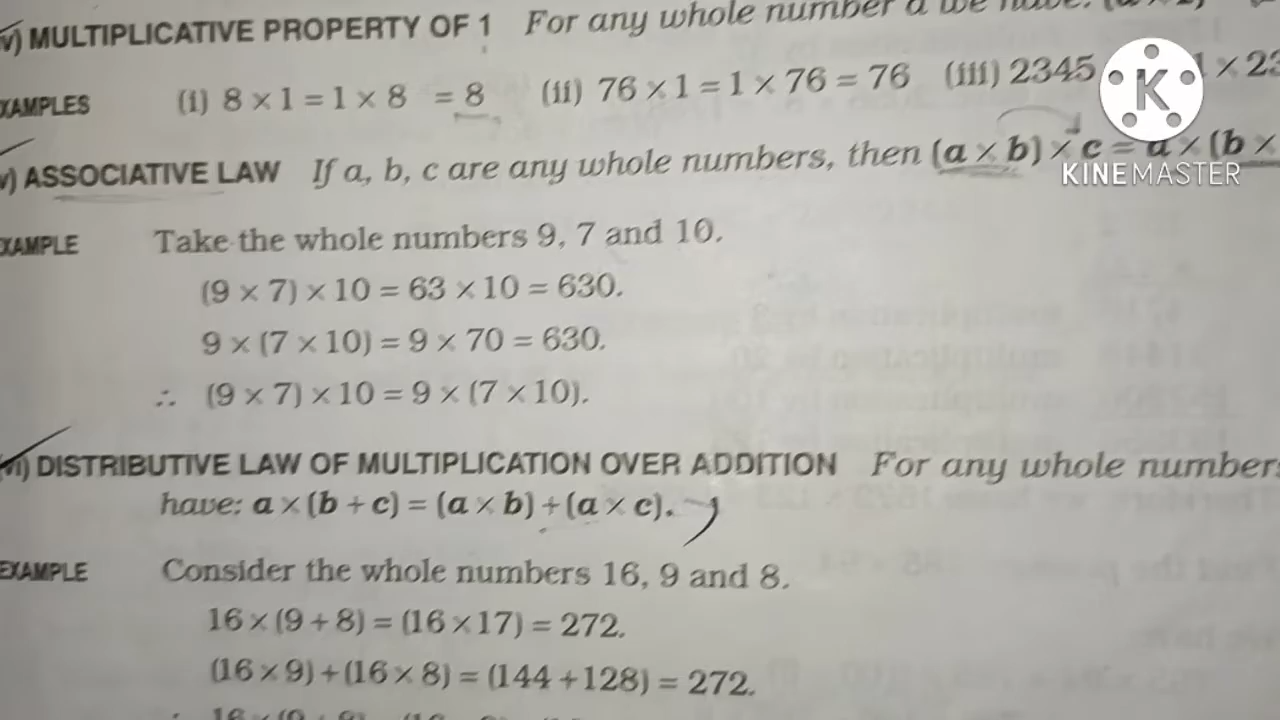 v) MULTIPLICATIVE PROPERTY OF 1 For any whole number a we have:
XAMPLES (i) 8 × 1 = 1 × 8 = 8 (ii) 76 × 1 = 1 × 76 = 76 (iii) 2345 1 × 23
K
KINEMASTER
v) ASSOCIATIVE LAW If a, b, c are any whole numbers, then (a × b) × c = a × (b ×
XAMPLE Take the whole numbers 9, 7 and 10.
(9 × 7) × 10 = 63 × 10 = 630.
9 × (7 × 10) = 9 × 70 = 630.
∴ (9 × 7) × 10 = 9 × (7 × 10).
vi) DISTRIBUTIVE LAW OF MULTIPLICATION OVER ADDITION For any whole numbers
have: a × (b + c) = (a × b) + (a × c).
EXAMPLE Consider the whole numbers 16, 9 and 8.
16 × (9 + 8) = (16 × 17) = 272.
(16 × 9) + (16 × 8) = (144 + 128) = 272.